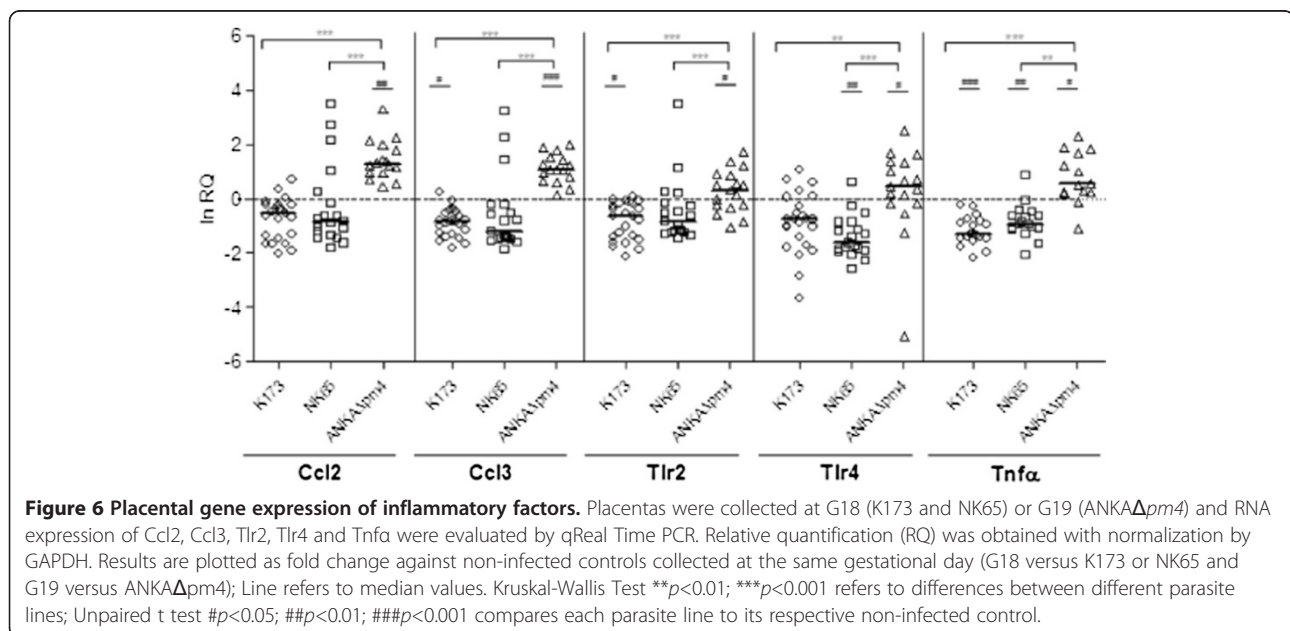 *** *** *** ** ***
*** *** *** *** **
## # ### # # ## # ### ## #
6
4
2
0
-2
-4
-6
ln RQ
K173 NK65 ANKAΔpm4 K173 NK65 ANKAΔpm4 K173 NK65 ANKAΔpm4 K173 NK65 ANKAΔpm4 K173 NK65 ANKAΔpm4
Ccl2 Ccl3 Tlr2 Tlr4 Tnfα
Figure 6 Placental gene expression of inflammatory factors. Placentas were collected at G18 (K173 and NK65) or G19 (ANKAΔpm4) and RNA
expression of Ccl2, Ccl3, Tlr2, Tlr4 and Tnfα were evaluated by qReal Time PCR. Relative quantification (RQ) was obtained with normalization by
GAPDH. Results are plotted as fold change against non-infected controls collected at the same gestational day (G18 versus K173 or NK65 and
G19 versus ANKAΔpm4); Line refers to median values. Kruskal-Wallis Test **p<0.01; ***p<0.001 refers to differences between different parasite
lines; Unpaired t test #p<0.05; ##p<0.01; ###p<0.001 compares each parasite line to its respective non-infected control.